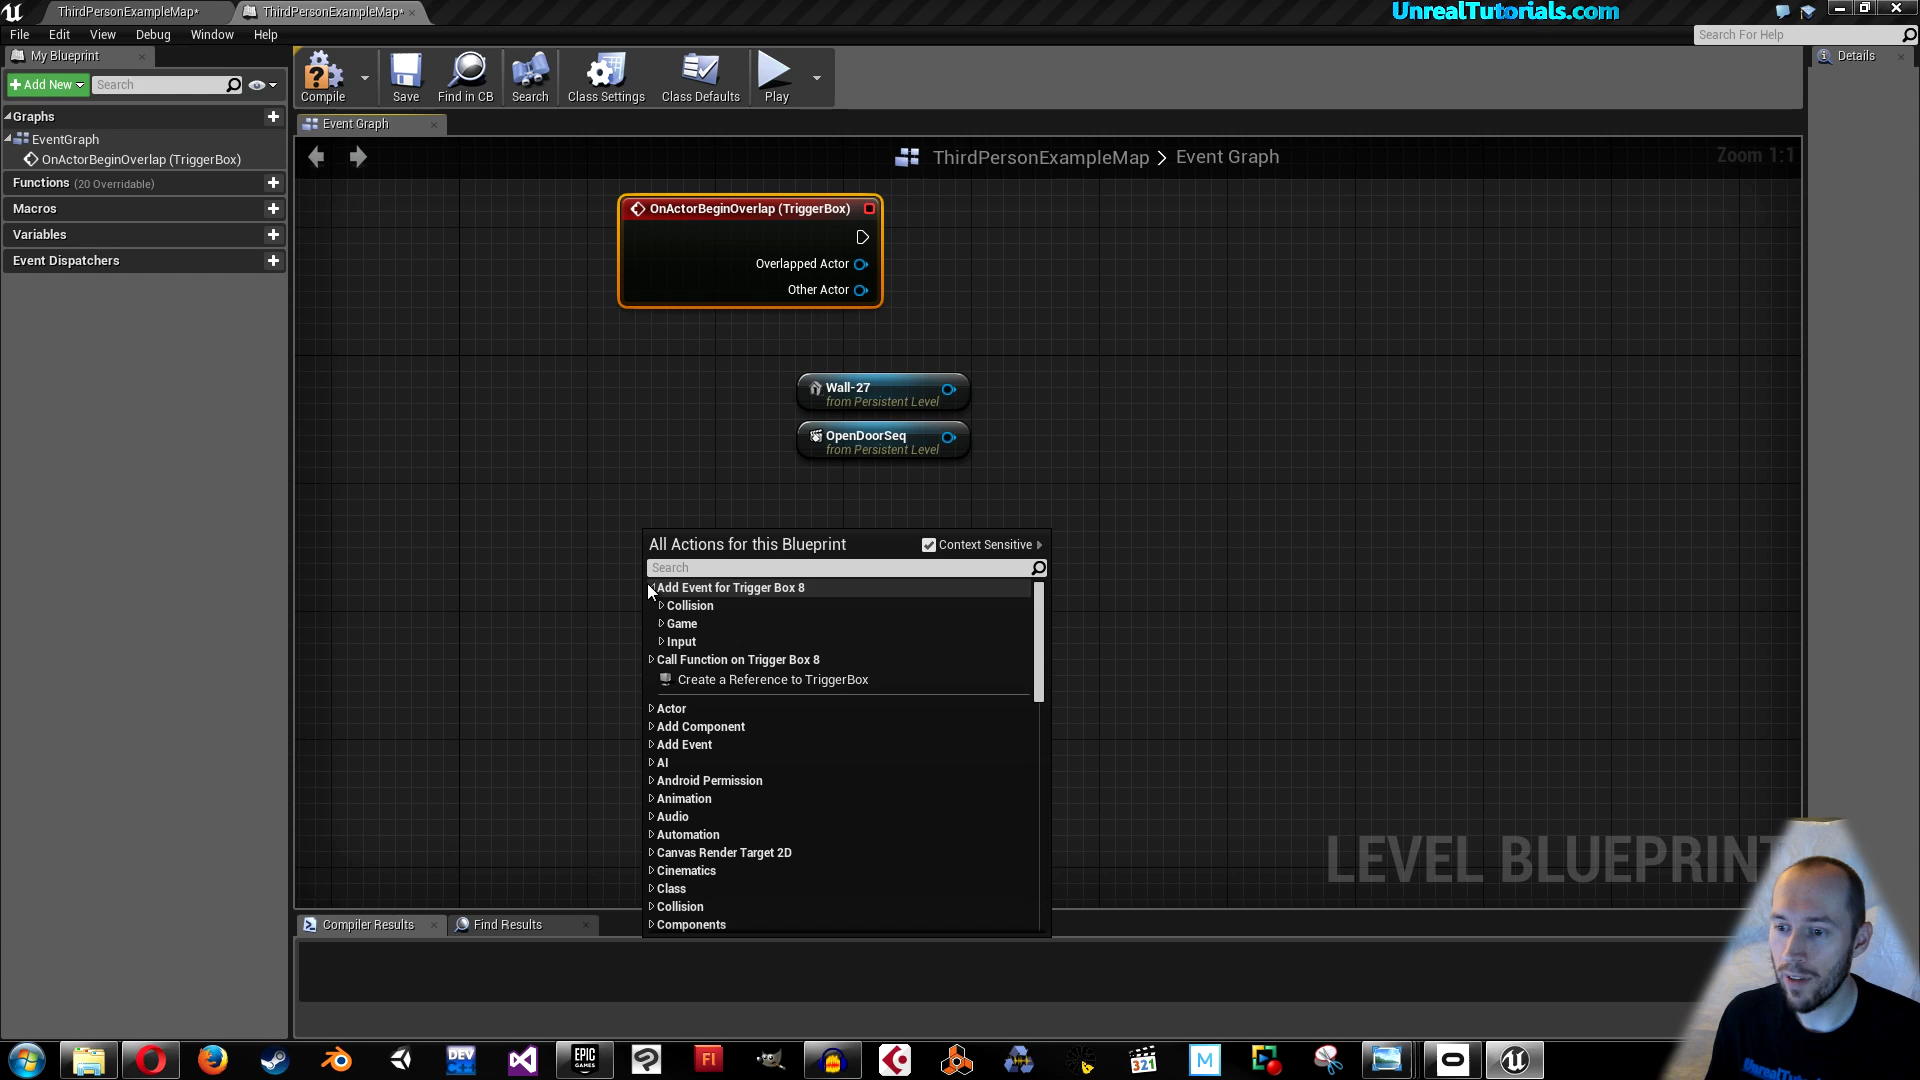 ThirdPersonExampleMap*
ThirdPersonExampleMap*
UnrealTutorials.com
File Edit View Debug Window Help
Search For Help
My Blueprint
Details
Add New
Search
Compile
Save
Find in CB
Search
Class Settings
Class Defaults
Play
Graphs
Event Graph
EventGraph
OnActorBeginOverlap (TriggerBox)
ThirdPersonExampleMap > Event Graph
Zoom 1:1
Functions (20 Overridable)
Macros
Variables
Event Dispatchers
OnActorBeginOverlap (TriggerBox)
Overlapped Actor
Other Actor
Wall-27
from Persistent Level
OpenDoorSeq
from Persistent Level
All Actions for this Blueprint
Context Sensitive
Search
Add Event for Trigger Box 8
Collision
Game
Input
Call Function on Trigger Box 8
Create a Reference to TriggerBox
Actor
Add Component
Add Event
AI
Android Permission
Animation
Audio
Automation
Canvas Render Target 2D
Cinematics
Class
Collision
Components
LEVEL BLUEPRINT
Compiler Results
Find Results
DEV
EPIC GAMES
Fl
321
M